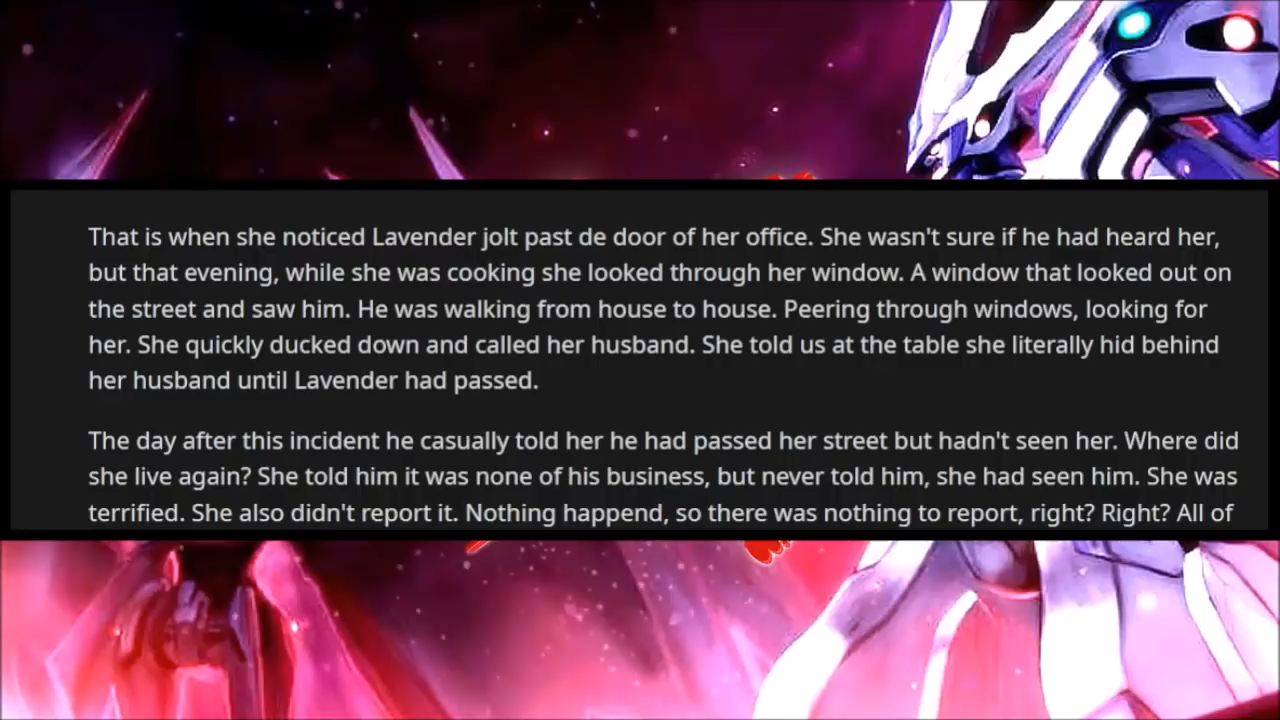 That is when she noticed Lavender jolt past de door of her office. She wasn't sure if he had heard her,
but that evening, while she was cooking she looked through her window. A window that looked out on
the street and saw him. He was walking from house to house. Peering through windows, looking for
her. She quickly ducked down and called her husband. She told us at the table she literally hid behind
her husband until Lavender had passed.
The day after this incident he casually told her he had passed her street but hadn't seen her. Where did
she live again? She told him it was none of his business, but never told him, she had seen him. She was
terrified. She also didn't report it. Nothing happend, so there was nothing to report, right? Right? All of